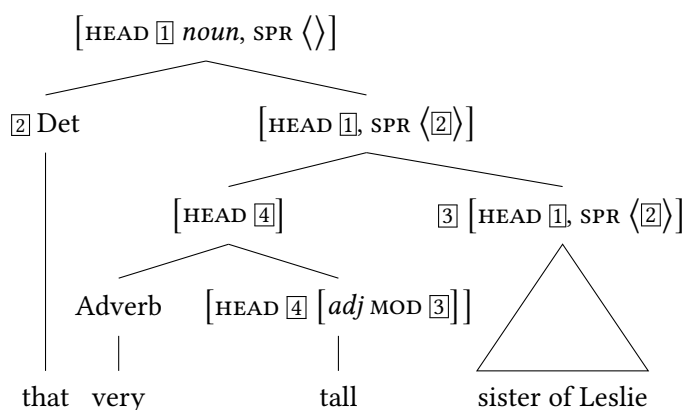 [HEAD 1 noun, SPR ⟨⟩]
2 Det [HEAD 1, SPR ⟨2⟩]
[HEAD 4] 3 [HEAD 1, SPR ⟨2⟩]
Adverb [HEAD 4 [adj MOD 3]]
that very tall sister of Leslie